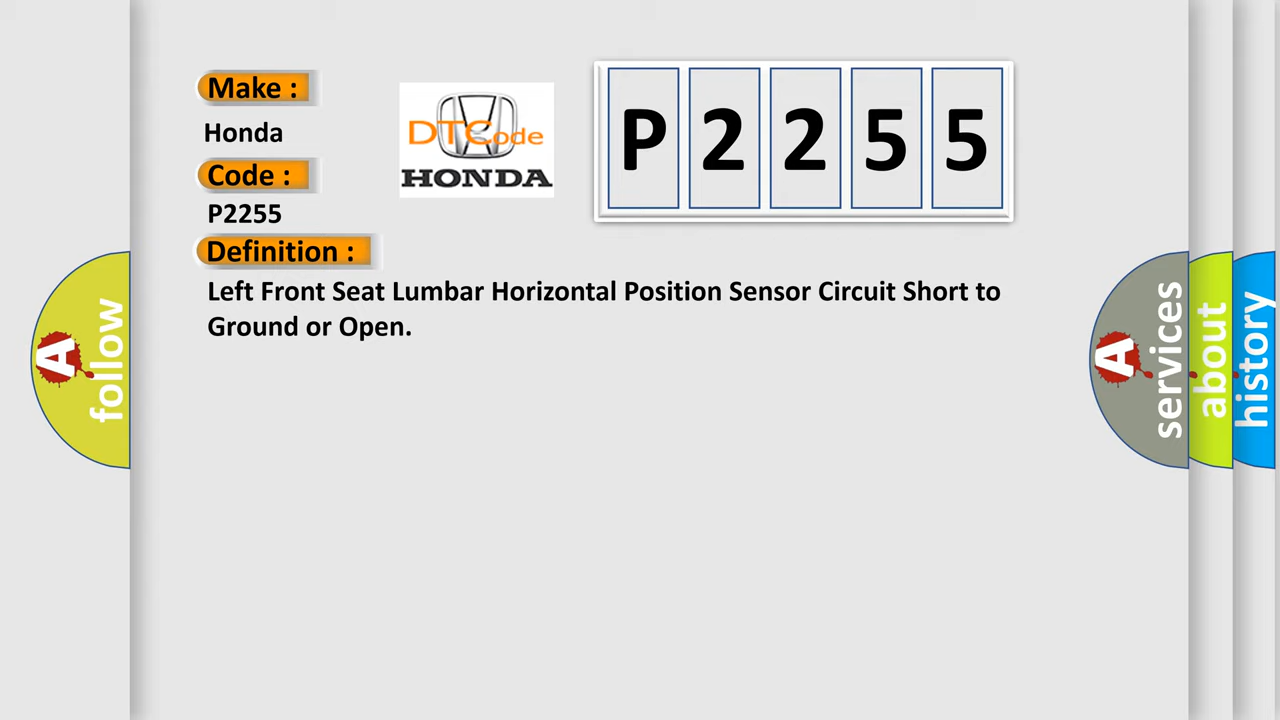 Make :
Honda
Code :
P2255
Definition :
Left Front Seat Lumbar Horizontal Position Sensor Circuit Short to
Ground or Open.
DTCode
HONDA
P 2 2 5 5
A
follow
A
services
about
history